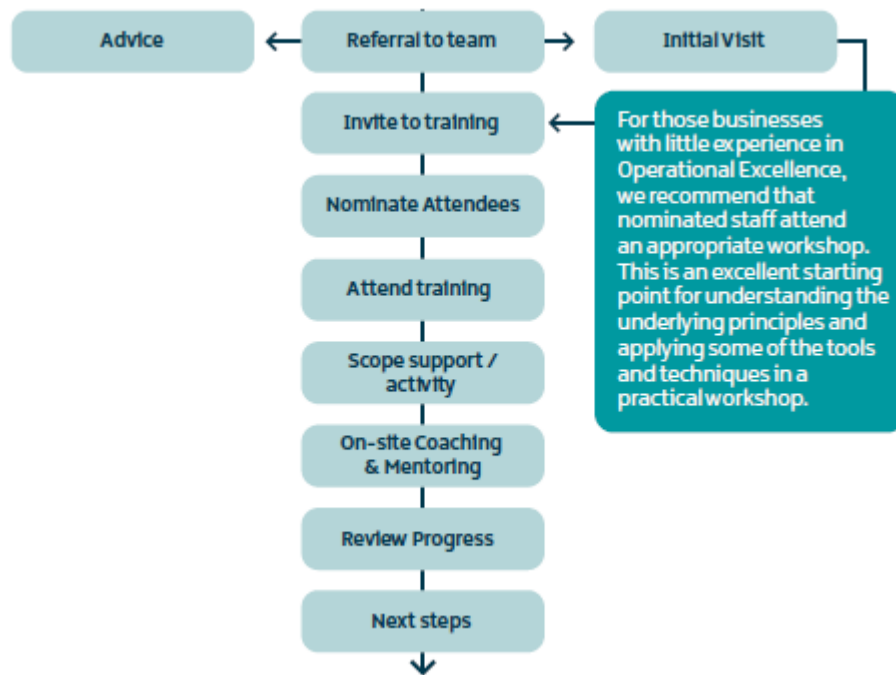 Advice
Referral to team
Initial Visit
Invite to training
For those businesses
with little experience in
Operational Excellence,
we recommend that
nominated staff attend
an appropriate workshop.
This is an excellent starting
point for understanding the
underlying principles and
applying some of the tools
and techniques in a
practical workshop.
Nominate Attendees
Attend training
Scope support /
activity
On-site Coaching
& Mentoring
Review Progress
Next steps